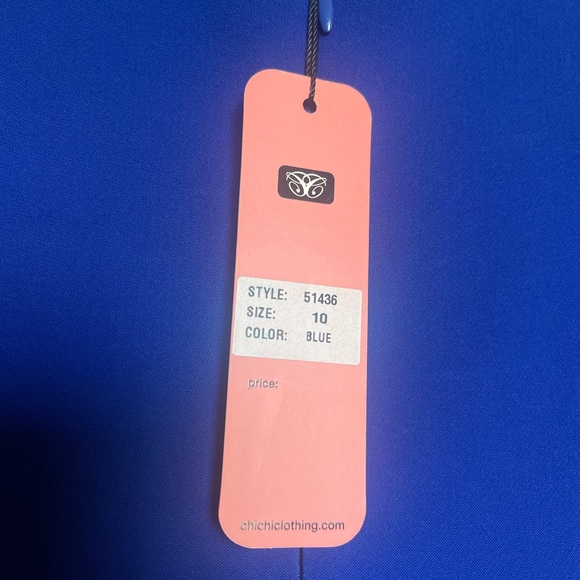 STYLE: 51436
SIZE: 10
COLOR: BLUE
price:
chichiclothing.com